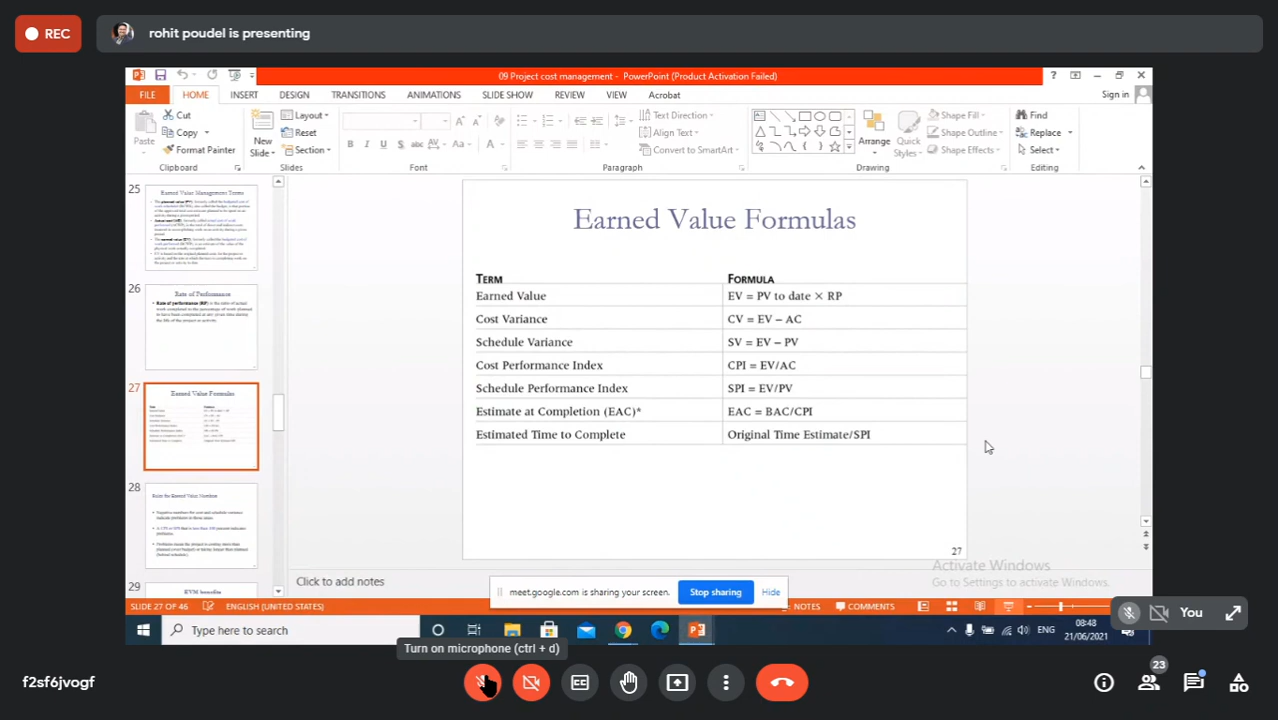 REC
rohit poudel is presenting
09 Project cost management - PowerPoint (Product Activation Failed)
FILE HOME INSERT DESIGN TRANSITIONS ANIMATIONS SLIDE SHOW REVIEW VIEW Acrobat Sign in
Paste
Cut
Copy
Format Painter
Clipboard
New Slide
Layout
Reset
Section
Slides
Font
Text Direction
Align Text
Convert to SmartArt
Paragraph
Arrange
Quick Styles
Shape Fill
Shape Outline
Shape Effects
Drawing
Find
Replace
Select
Editing
25
Earned Value Management Terms
26
Rate of Performance
27
Earned Value Formulas
28
Rules for Earned Value Numbers
29
EVM benefits
Earned Value Formulas
TERM FORMULA
Earned Value EV = PV to date × RP
Cost Variance CV = EV − AC
Schedule Variance SV = EV − PV
Cost Performance Index CPI = EV/AC
Schedule Performance Index SPI = EV/PV
Estimate at Completion (EAC)* EAC = BAC/CPI
Estimated Time to Complete Original Time Estimate/SPI
27
Activate Windows
Go to Settings to activate Windows.
Click to add notes
meet.google.com is sharing your screen. Stop sharing Hide
SLIDE 27 OF 46 ENGLISH (UNITED STATES) NOTES COMMENTS
You
Type here to search
ENG
08:48
21/06/2021
Turn on microphone (ctrl + d)
f2sf6jvogf
23